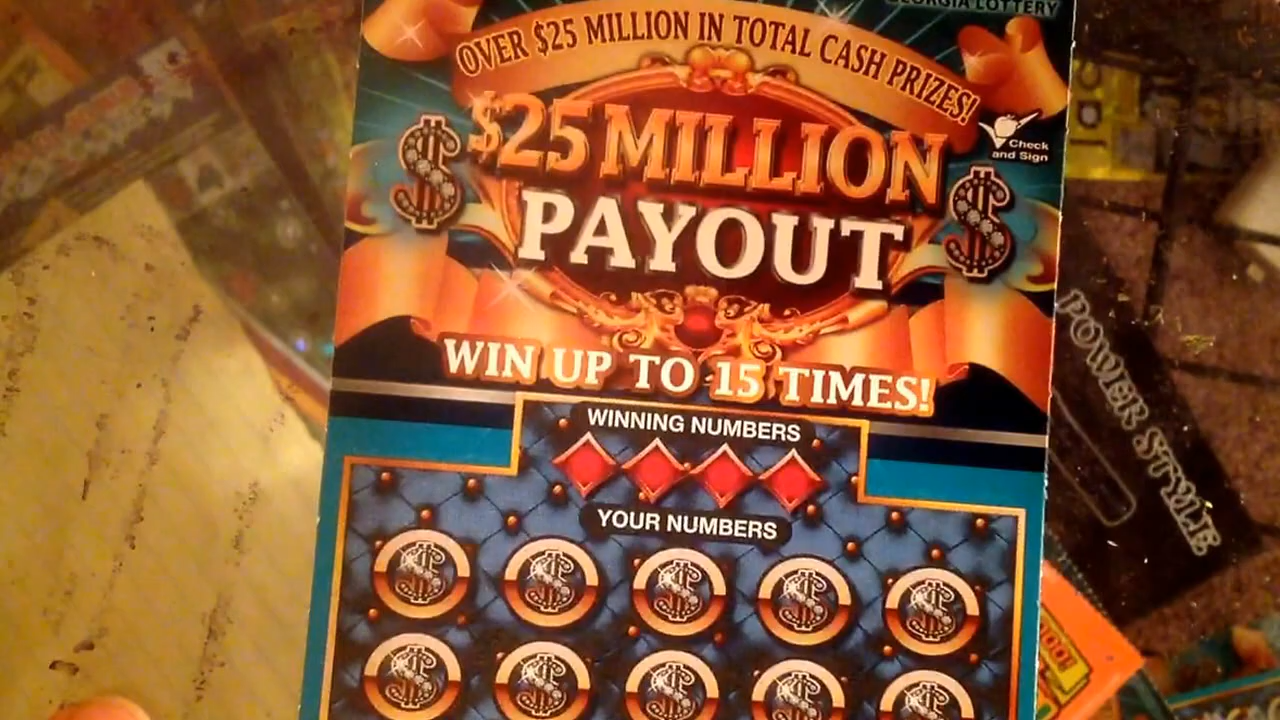 GEORGIA LOTTERY
OVER $25 MILLION IN TOTAL CASH PRIZES!
$25 MILLION
PAYOUT
Check
and Sign
WIN UP TO 15 TIMES!
WINNING NUMBERS
YOUR NUMBERS
POWER STYLE